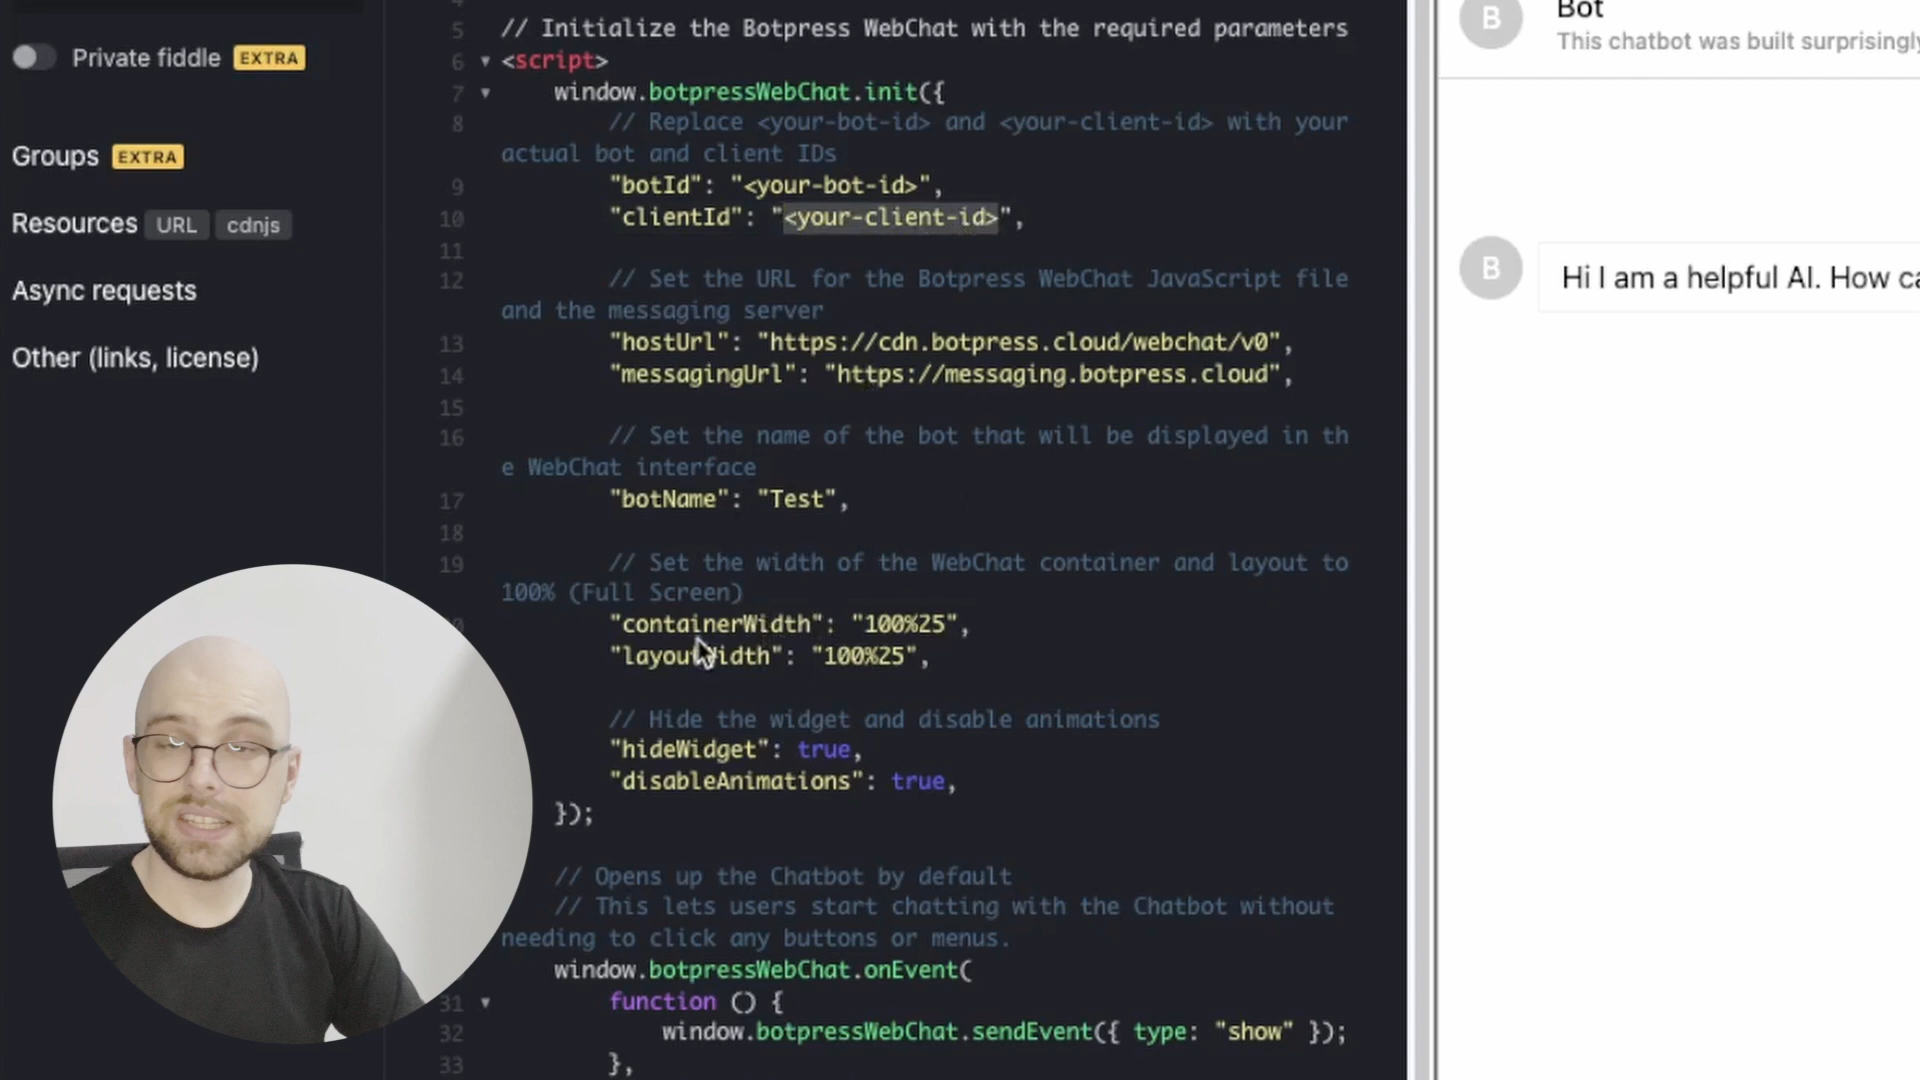 Private fiddle EXTRA
Groups EXTRA
Resources URL cdnjs
Async requests
Other (links, license)
5 // Initialize the Botpress WebChat with the required parameters
6 <script>
7 window.botpressWebChat.init({
8 // Replace <your-bot-id> and <your-client-id> with your
actual bot and client IDs
9 "botId": "<your-bot-id>",
10 "clientId": "<your-client-id>",
11
12 // Set the URL for the Botpress WebChat JavaScript file
and the messaging server
13 "hostUrl": "https://cdn.botpress.cloud/webchat/v0",
14 "messagingUrl": "https://messaging.botpress.cloud",
15
16 // Set the name of the bot that will be displayed in th
e WebChat interface
17 "botName": "Test",
18
19 // Set the width of the WebChat container and layout to
100% (Full Screen)
"containerWidth": "100%25",
"layoutWidth": "100%25",
// Hide the widget and disable animations
"hideWidget": true,
"disableAnimations": true,
});
// Opens up the Chatbot by default
// This lets users start chatting with the Chatbot without
needing to click any buttons or menus.
window.botpressWebChat.onEvent(
31 function () {
32 window.botpressWebChat.sendEvent({ type: "show" });
33 },
B Bot
This chatbot was built surprisingly
B Hi I am a helpful AI. How ca